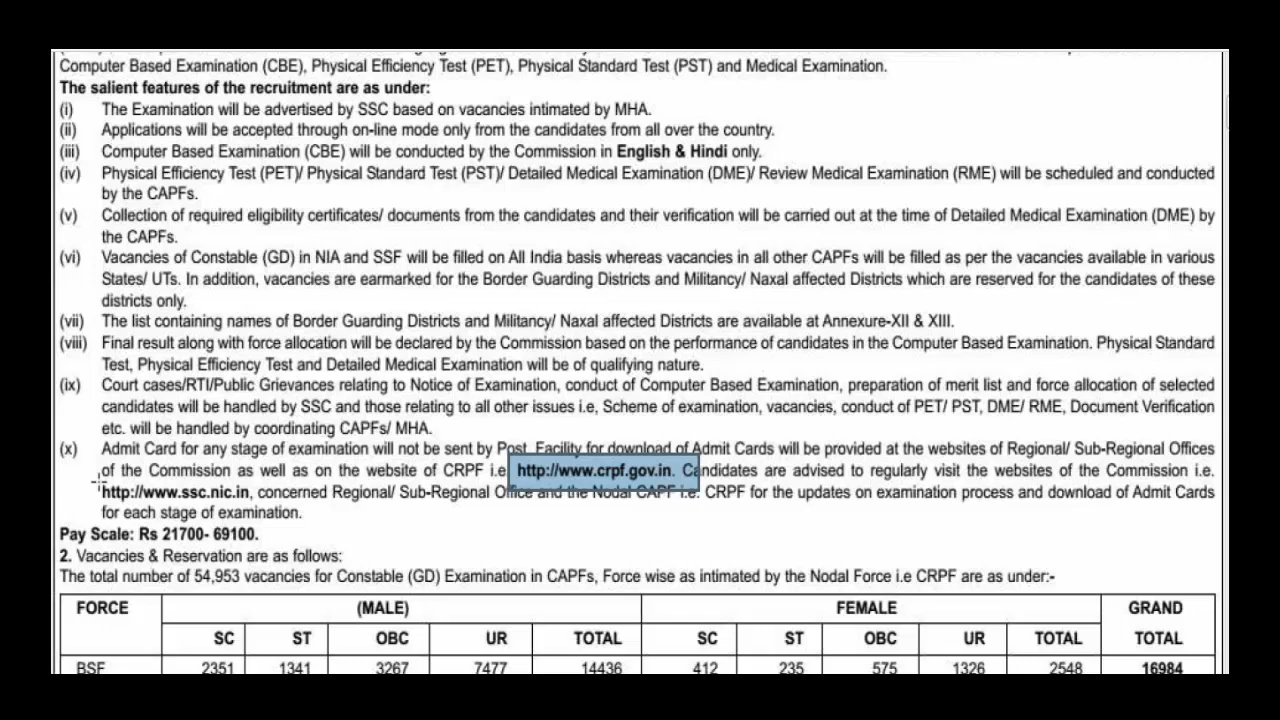 Computer Based Examination (CBE), Physical Efficiency Test (PET), Physical Standard Test (PST) and Medical Examination.
The salient features of the recruitment are as under:
(i) The Examination will be advertised by SSC based on vacancies intimated by MHA.
(ii) Applications will be accepted through on-line mode only from the candidates from all over the country.
(iii) Computer Based Examination (CBE) will be conducted by the Commission in English & Hindi only.
(iv) Physical Efficiency Test (PET)/ Physical Standard Test (PST)/ Detailed Medical Examination (DME)/ Review Medical Examination (RME) will be scheduled and conducted
by the CAPFs.
(v) Collection of required eligibility certificates/ documents from the candidates and their verification will be carried out at the time of Detailed Medical Examination (DME) by
the CAPFs.
(vi) Vacancies of Constable (GD) in NIA and SSF will be filled on All India basis whereas vacancies in all other CAPFs will be filled as per the vacancies available in various
States/ UTs. In addition, vacancies are earmarked for the Border Guarding Districts and Militancy/ Naxal affected Districts which are reserved for the candidates of these
districts only.
(vii) The list containing names of Border Guarding Districts and Militancy/ Naxal affected Districts are available at Annexure-XII & XIII.
(viii) Final result along with force allocation will be declared by the Commission based on the performance of candidates in the Computer Based Examination. Physical Standard
Test, Physical Efficiency Test and Detailed Medical Examination will be of qualifying nature.
(ix) Court cases/RTI/Public Grievances relating to Notice of Examination, conduct of Computer Based Examination, preparation of merit list and force allocation of selected
candidates will be handled by SSC and those relating to all other issues i.e, Scheme of examination, vacancies, conduct of PET/ PST, DME/ RME, Document Verification
etc. will be handled by coordinating CAPFs/ MHA.
(x) Admit Card for any stage of examination will not be sent by Post. Facility for download of Admit Cards will be provided at the websites of Regional/ Sub-Regional Offices
of the Commission as well as on the website of CRPF i.e http://www.crpf.gov.in. Candidates are advised to regularly visit the websites of the Commission i.e.
http://www.ssc.nic.in, concerned Regional/ Sub-Regional Office and the Nodal CAPF i.e. CRPF for the updates on examination process and download of Admit Cards
for each stage of examination.
Pay Scale: Rs 21700- 69100.
2. Vacancies & Reservation are as follows:
The total number of 54,953 vacancies for Constable (GD) Examination in CAPFs, Force wise as intimated by the Nodal Force i.e CRPF are as under:-
FORCE (MALE) FEMALE GRAND
SC ST OBC UR TOTAL SC ST OBC UR TOTAL TOTAL
BSF 2351 1341 3267 7477 14436 412 235 575 1326 2548 16984